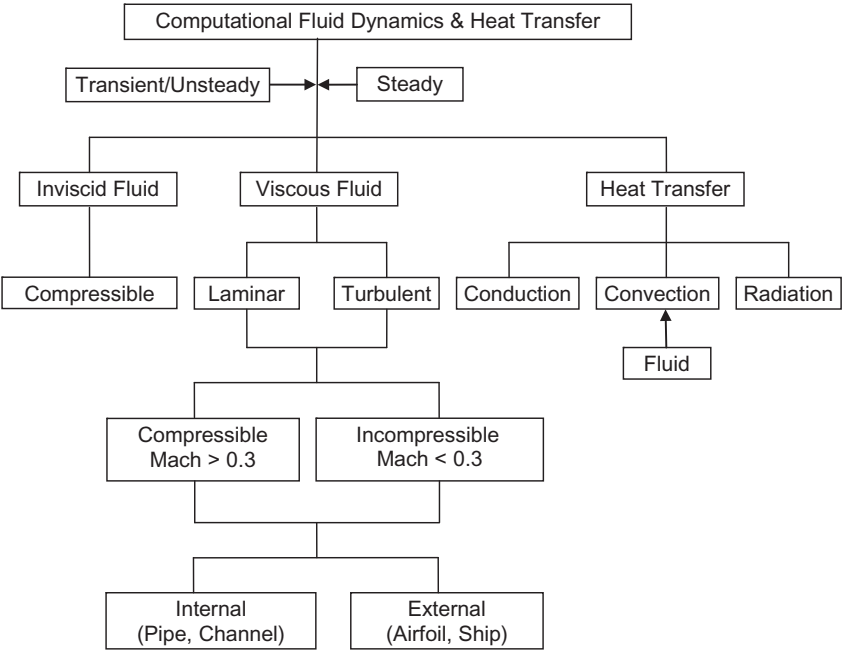 Computational Fluid Dynamics & Heat Transfer
Transient/Unsteady
Steady
Inviscid Fluid
Viscous Fluid
Heat Transfer
Compressible
Laminar
Turbulent
Conduction
Convection
Radiation
Fluid
Compressible
Mach > 0.3
Incompressible
Mach < 0.3
Internal
(Pipe, Channel)
External
(Airfoil, Ship)